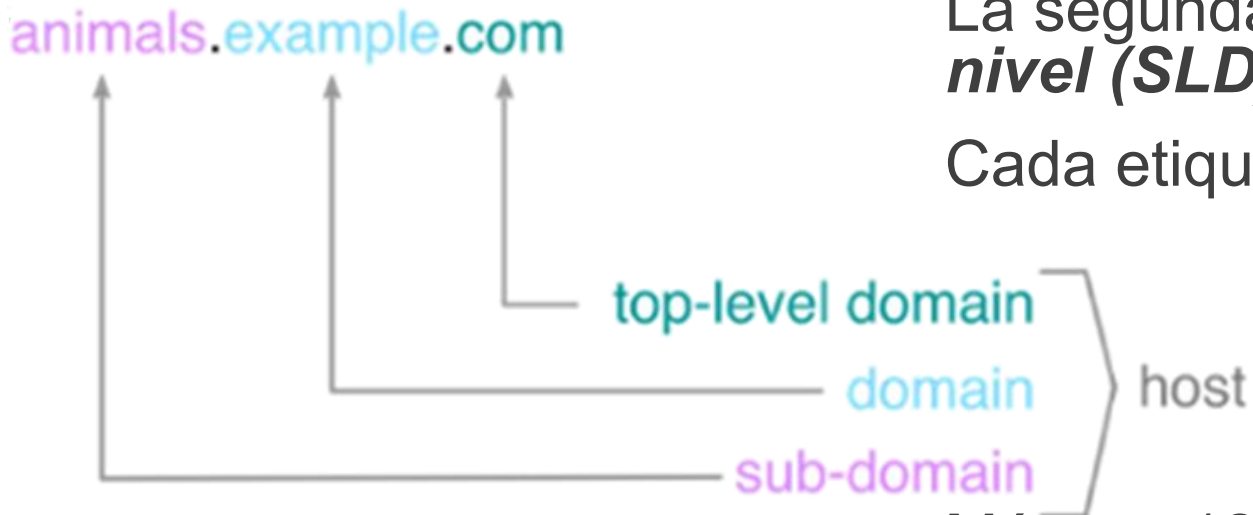 animals.example.com
top-level domain
domain
sub-domain
host
La segunda
nivel (SLD)
Cada etiqu